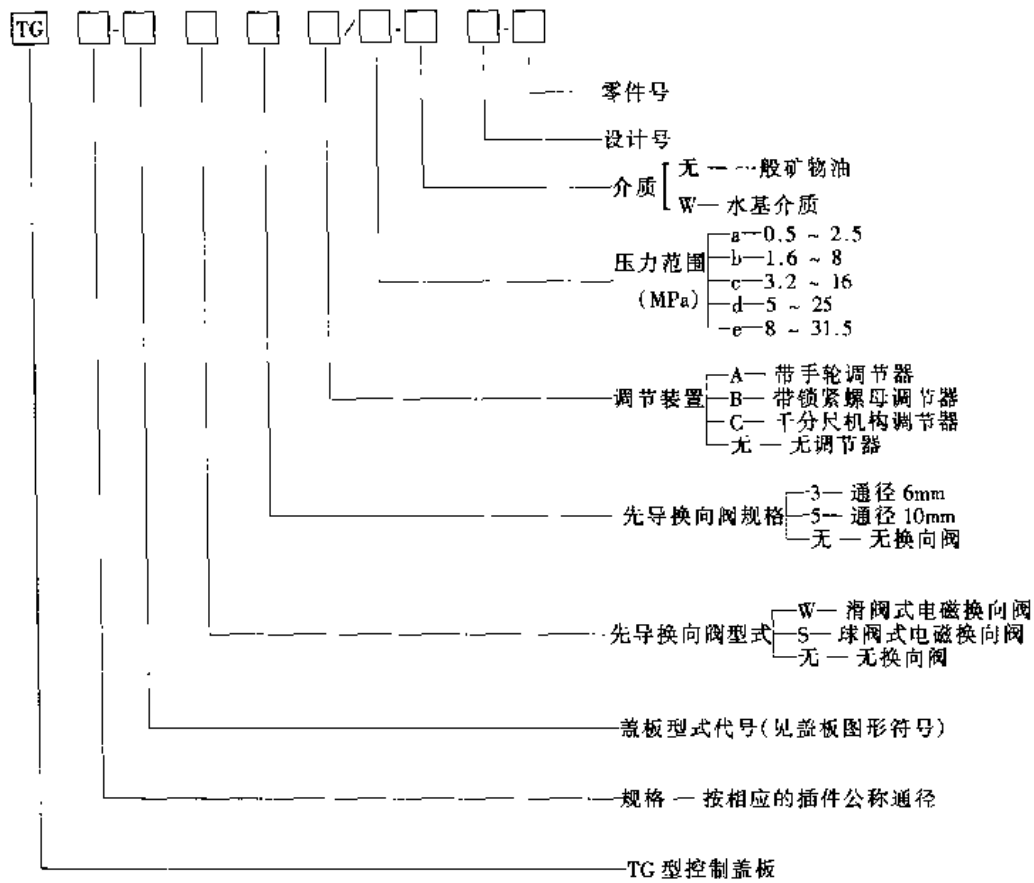 TG □-□ □ □ □/□-□ □-□
零件号
设计号
无 — 一般矿物油
介质
W— 水基介质
a—0.5 ~ 2.5
压力范围
b—1.6 ~ 8
c—3.2 ~ 16
(MPa)
d—5 ~ 25
e—8 ~ 31.5
A— 带手轮调节器
调节装置
B— 带锁紧螺母调节器
C— 千分尺机构调节器
无 — 无调节器
3— 通径 6mm
先导换向阀规格
5— 通径 10mm
无 — 无换向阀
W— 滑阀式电磁换向阀
先导换向阀型式
S— 球阀式电磁换向阀
无 — 无换向阀
盖板型式代号(见盖板图形符号)
规格 — 按相应的插件公称通径
TG 型控制盖板